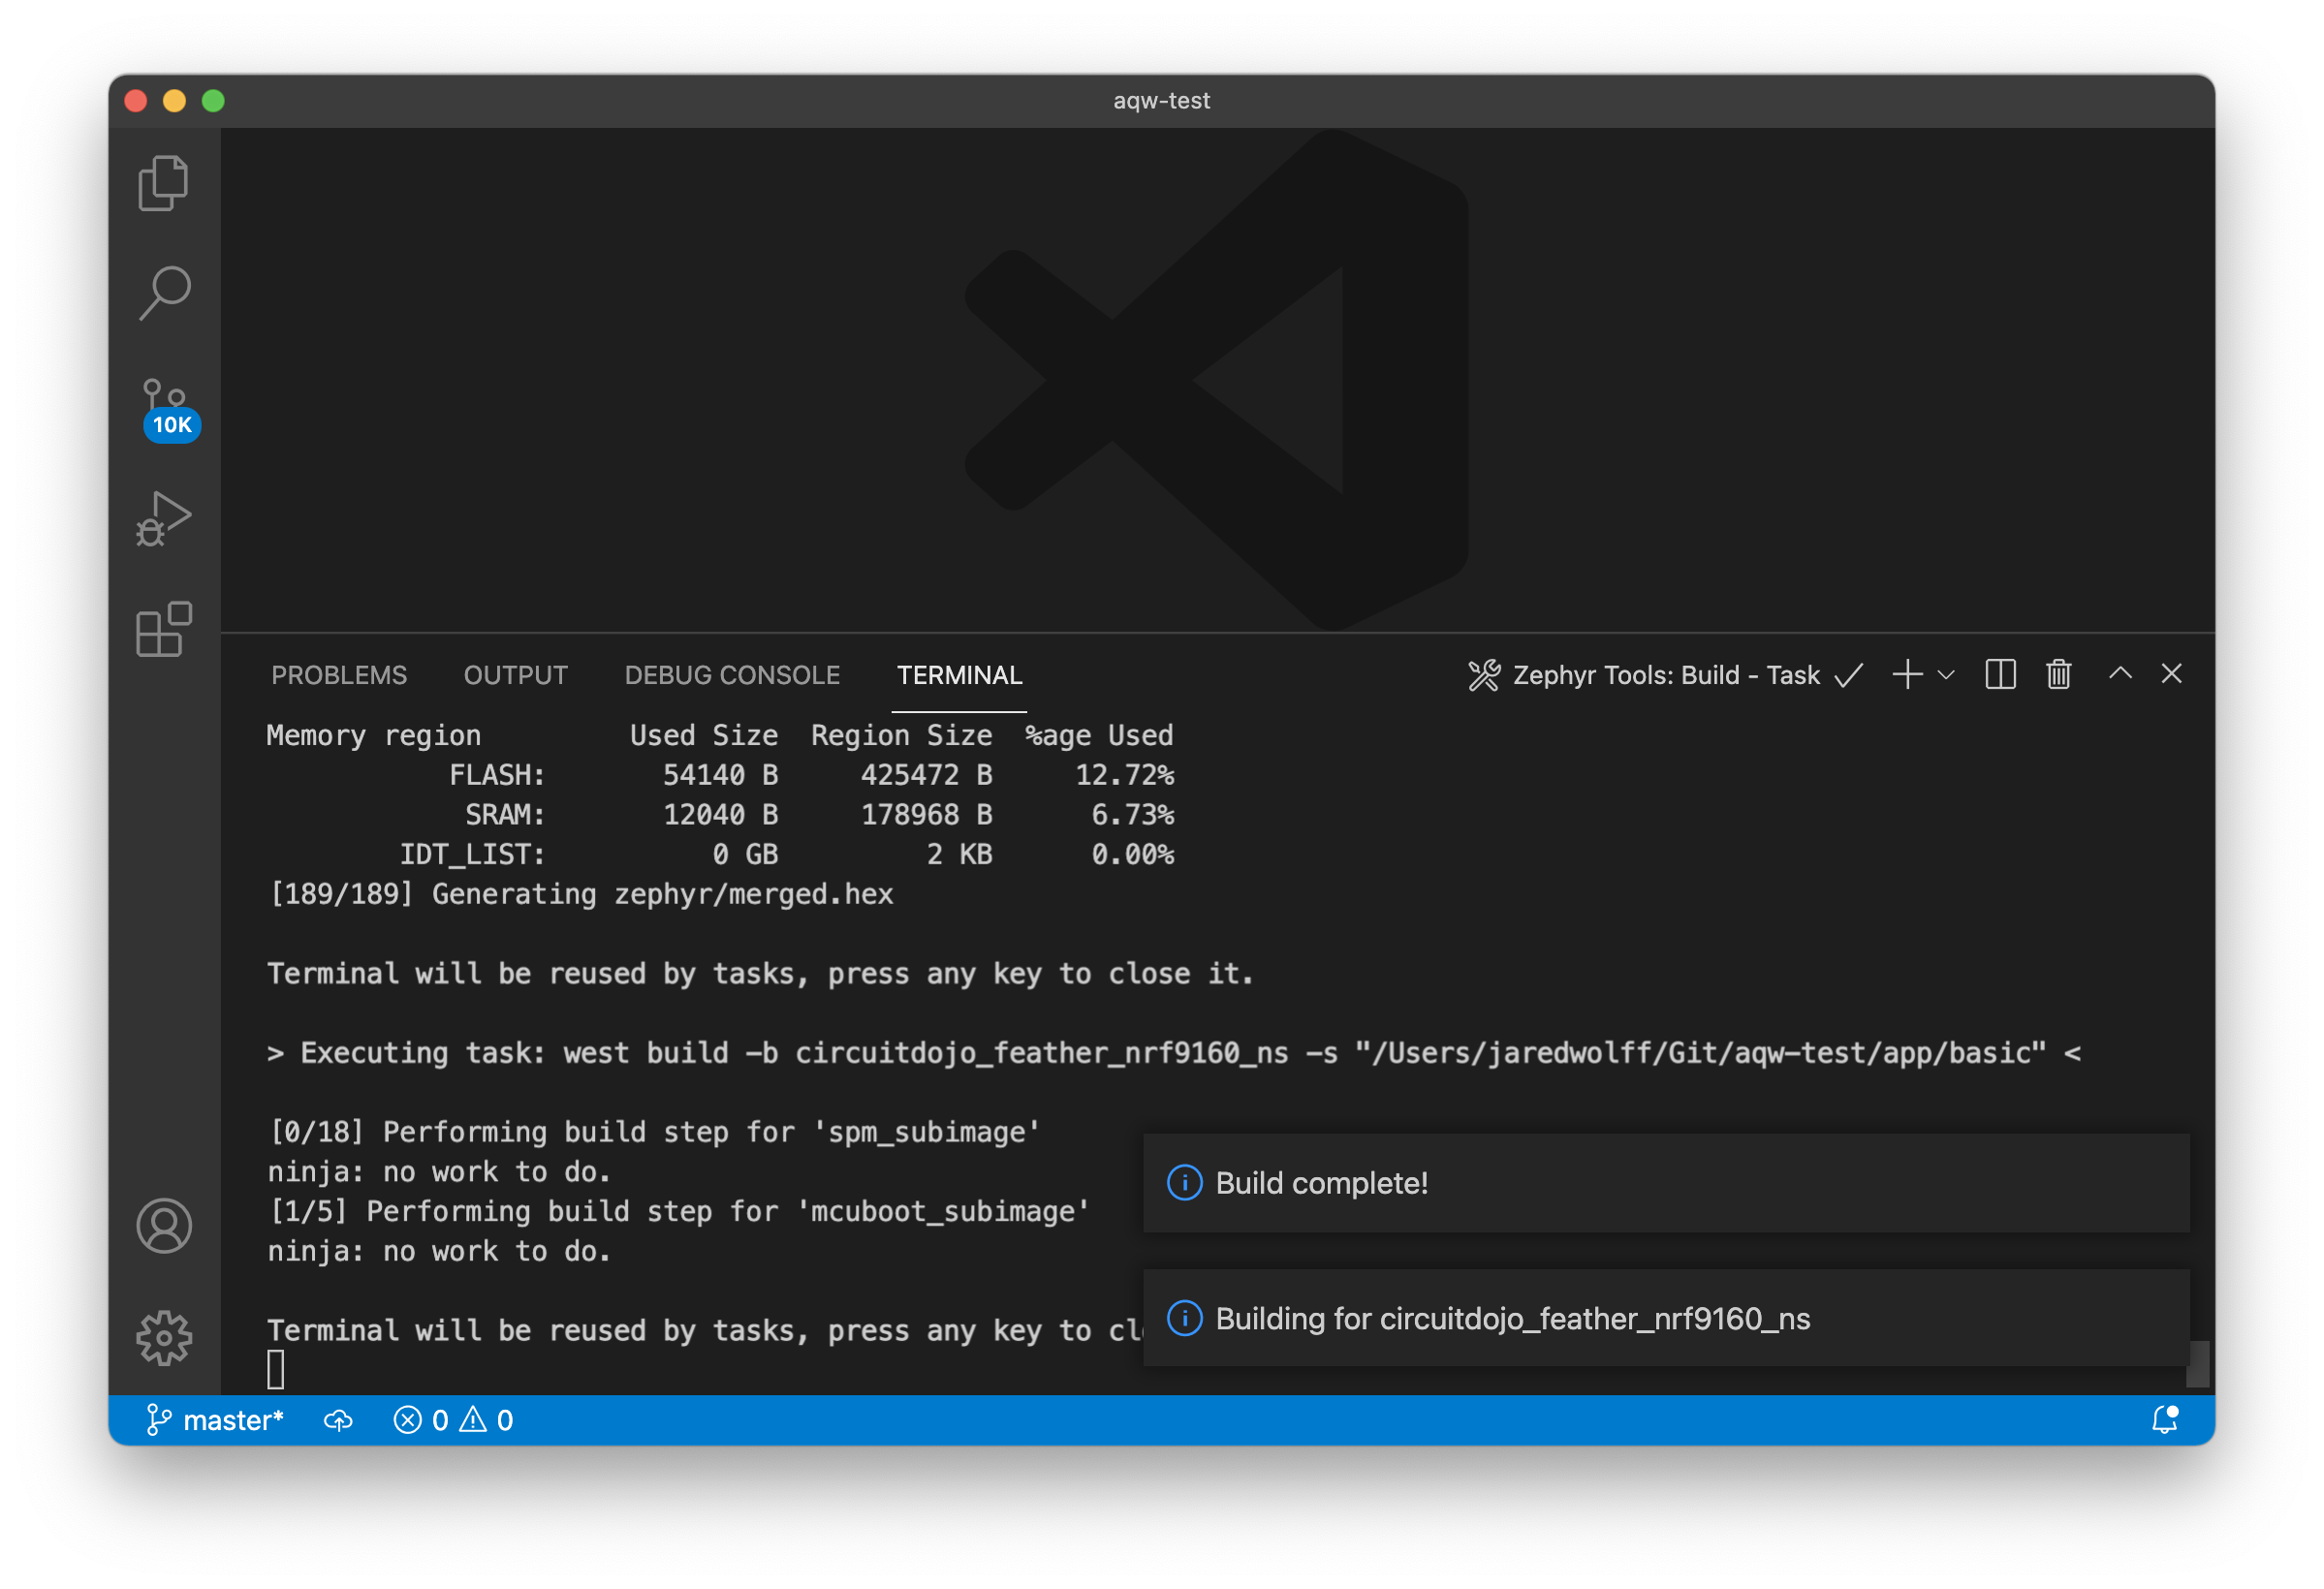 aqw-test
10K
PROBLEMS OUTPUT DEBUG CONSOLE TERMINAL Zephyr Tools: Build - Task
Memory region Used Size Region Size %age Used
FLASH: 54140 B 425472 B 12.72%
SRAM: 12040 B 178968 B 6.73%
IDT_LIST: 0 GB 2 KB 0.00%
[189/189] Generating zephyr/merged.hex
Terminal will be reused by tasks, press any key to close it.
> Executing task: west build -b circuitdojo_feather_nrf9160_ns -s "/Users/jaredwolff/Git/aqw-test/app/basic" <
[0/18] Performing build step for 'spm_subimage'
ninja: no work to do.
[1/5] Performing build step for 'mcuboot_subimage'
ninja: no work to do.
Terminal will be reused by tasks, press any key to
Build complete!
Building for circuitdojo_feather_nrf9160_ns
master* 0 0